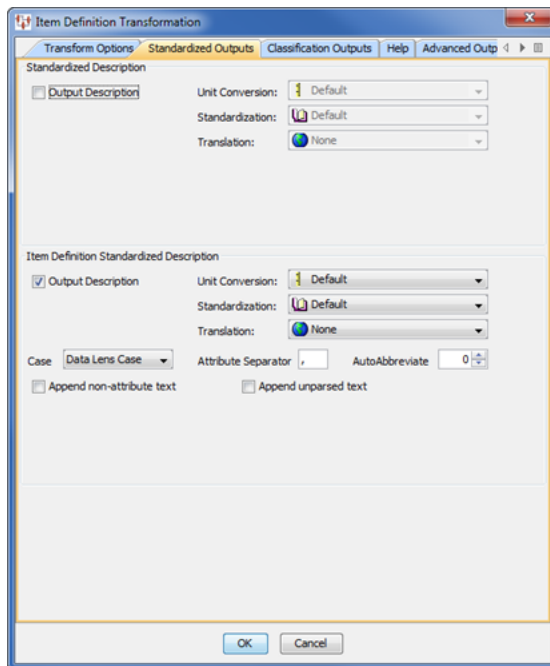 Item Definition Transformation
Transform Options Standardized Outputs Classification Outputs Help Advanced Outp
Standardized Description
Output Description Unit Conversion: Default
Standardization: Default
Translation: None
Item Definition Standardized Description
Output Description Unit Conversion: Default
Standardization: Default
Translation: None
Case Data Lens Case Attribute Separator , AutoAbbreviate 0
Append non-attribute text Append unparsed text
OK Cancel